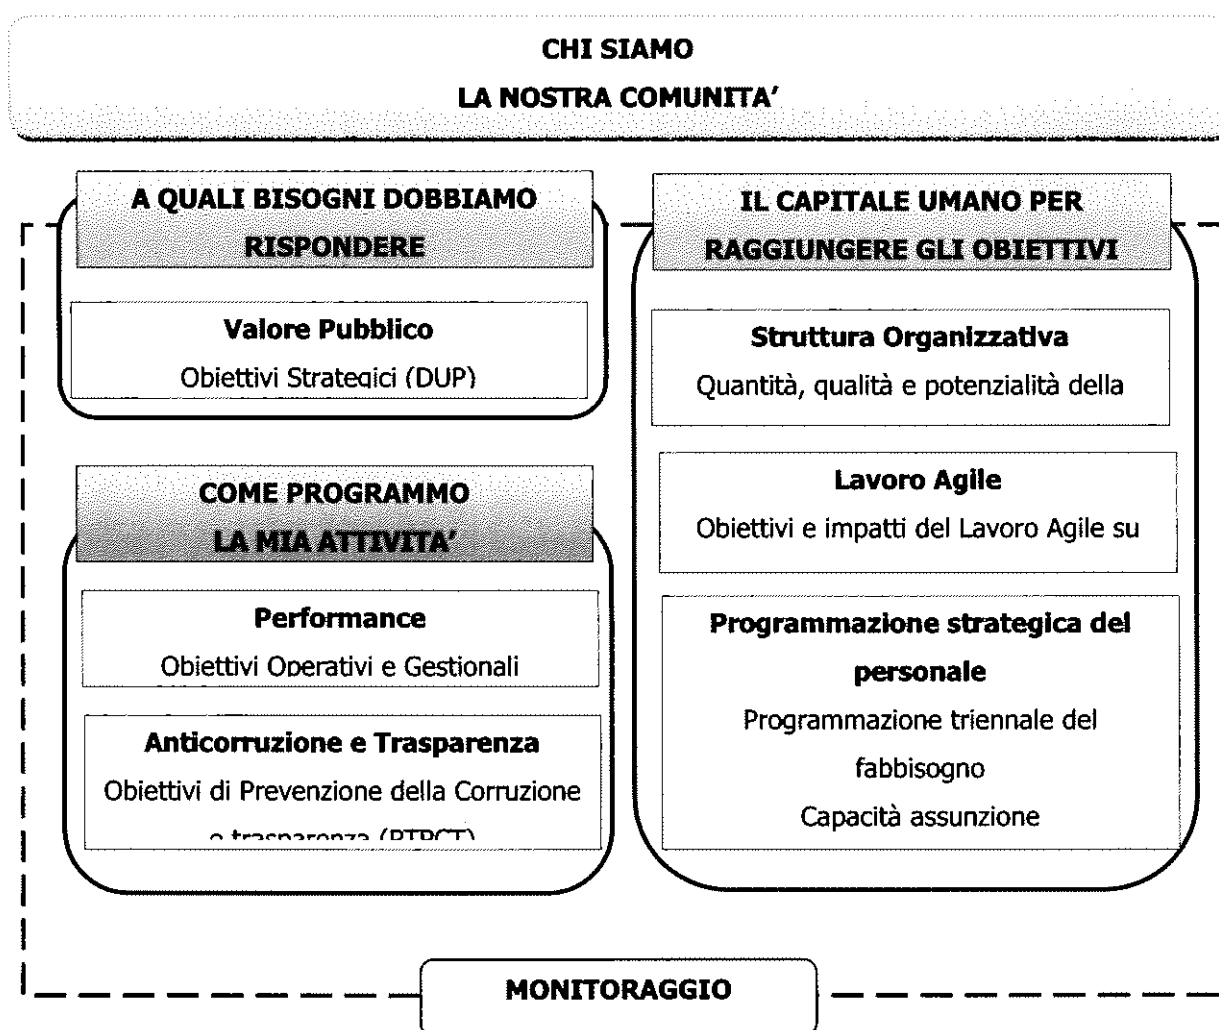 CHI SIAMO
LA NOSTRA COMUNITA’
A QUALI BISOGNI DOBBIAMO
RISPONDERE
Valore Pubblico
Obiettivi Strategici (DUP)
COME PROGRAMMO
LA MIA ATTIVITA’
Performance
Obiettivi Operativi e Gestionali
Anticorruzione e Trasparenza
Obiettivi di Prevenzione della Corruzione
e trasparenza (PTPCT)
IL CAPITALE UMANO PER
RAGGIUNGERE GLI OBIETTIVI
Struttura Organizzativa
Quantità, qualità e potenzialità della
Lavoro Agile
Obiettivi e impatti del Lavoro Agile su
Programmazione strategica del
personale
Programmazione triennale del
fabbisogno
Capacità assunzione
MONITORAGGIO